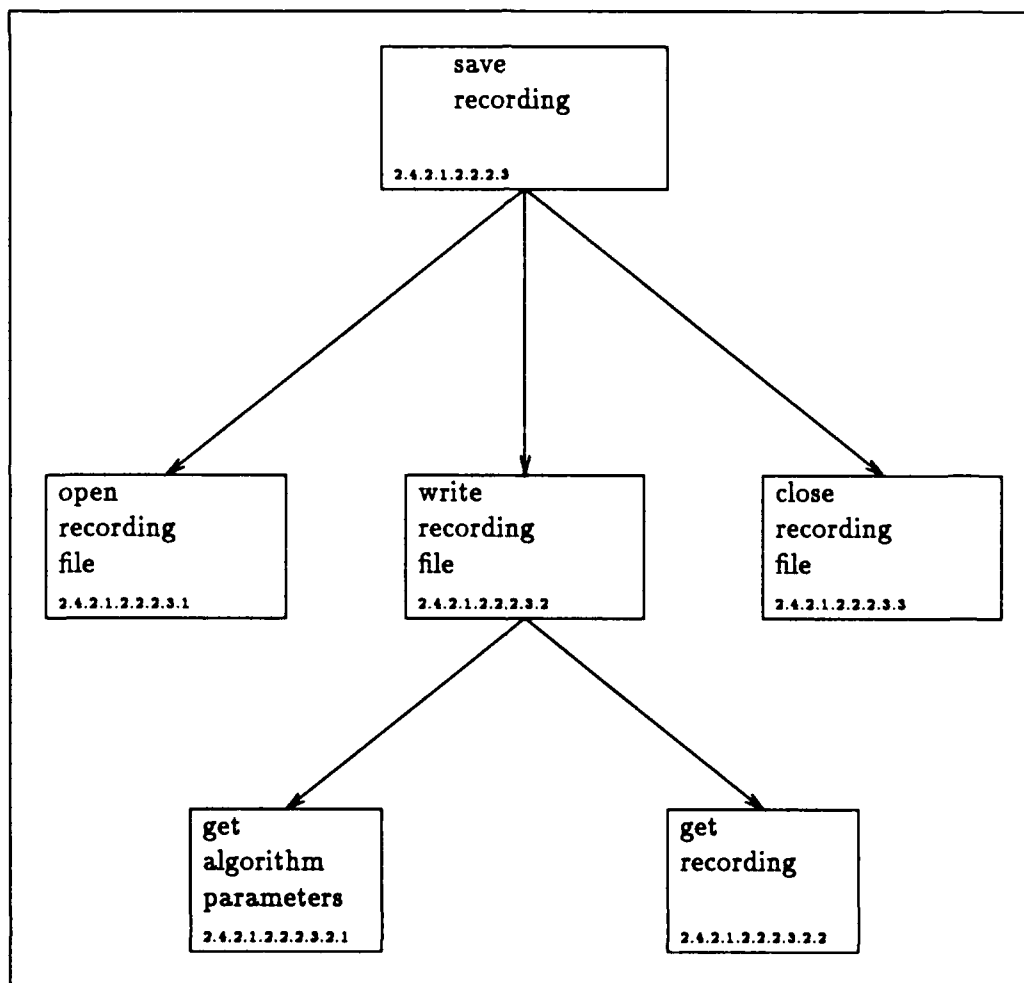 save
recording
2.4.2.1.2.2.2.3
open
recording
file
2.4.2.1.2.2.2.3.1
write
recording
file
2.4.2.1.2.2.2.3.2
close
recording
file
2.4.2.1.2.2.2.3.3
get
algorithm
parameters
2.4.2.1.2.2.2.3.2.1
get
recording
2.4.2.1.2.2.2.3.2.2